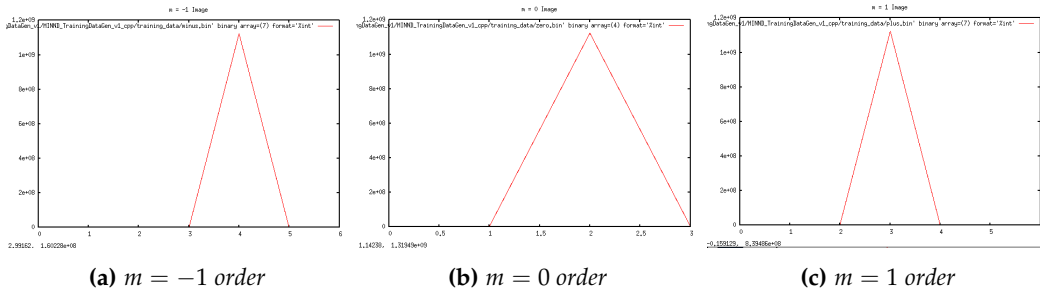 m = -1 Image
gDataGen_v1/MINND_TrainingDataGen_v1_cpp/training_data/minus.bin' binary array=(7) format='%int'
1.2e+09
1e+09
8e+08
6e+08
4e+08
2e+08
0
0 1 2 3 4 5 6
2.99162, 1.60228e+08
(a) m = −1 order
m = 0 Image
ngDataGen_v1/MINND_TrainingDataGen_v1_cpp/training_data/zero.bin' binary array=(4) format='%int'
1.2e+09
1e+09
8e+08
6e+08
4e+08
2e+08
0
0 0.5 1 1.5 2 2.5 3
1.14238, 1.31949e+09
(b) m = 0 order
m = 1 Image
ngDataGen_v1/MINND_TrainingDataGen_v1_cpp/training_data/plus.bin' binary array=(7) format='%int'
1.2e+09
1e+09
8e+08
6e+08
4e+08
2e+08
0
0 1 2 3 4 5
-0.159129, 8.39486e+08
(c) m = 1 order